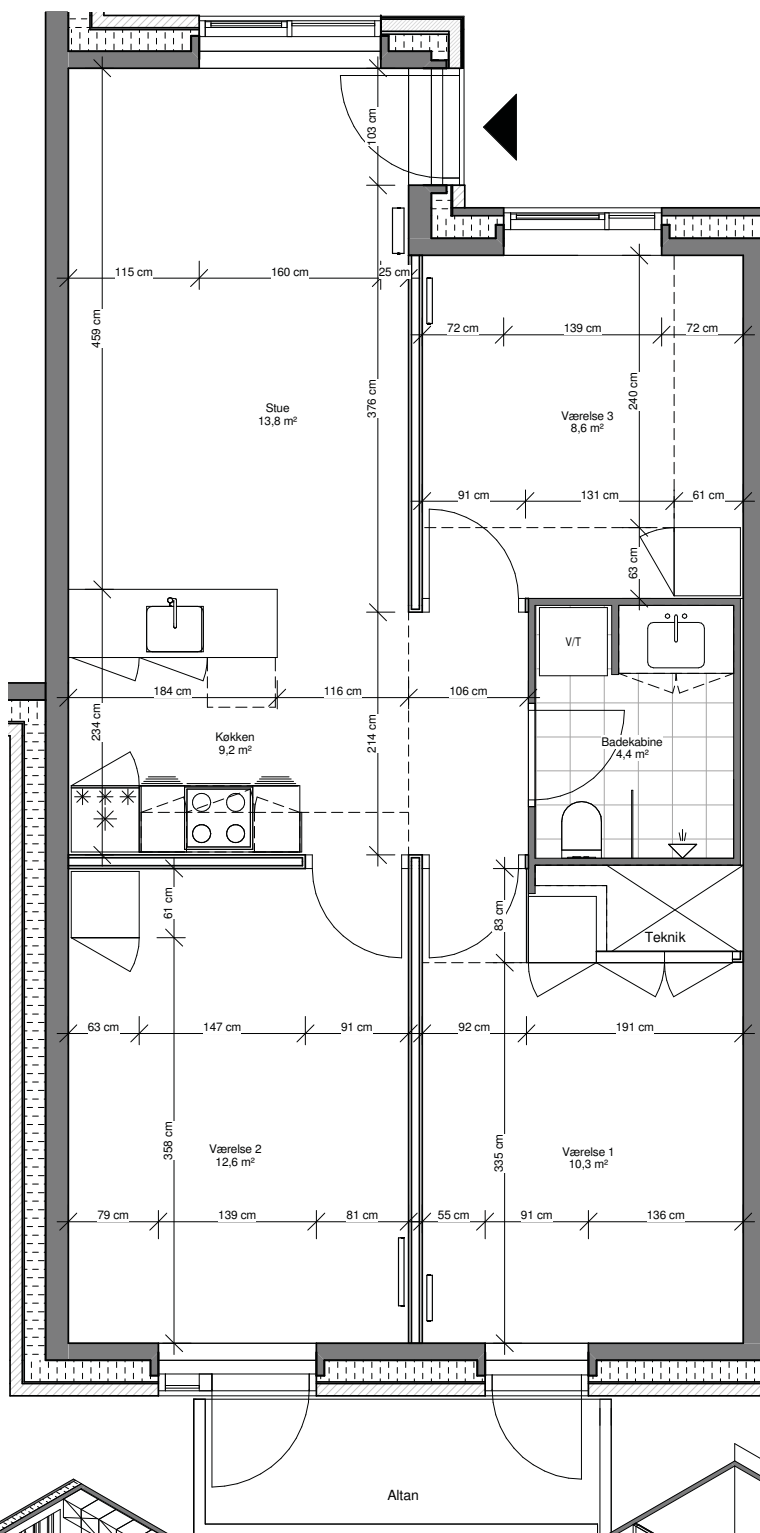 103 cm
115 cm
160 cm
25 cm
459 cm
376 cm
72 cm
139 cm
72 cm
240 cm
Stue
13,8 m²
Værelse 3
8,6 m²
91 cm
131 cm
61 cm
63 cm
V/T
184 cm
116 cm
106 cm
234 cm
214 cm
Køkken
9,2 m²
Badekabine
4,4 m²
61 cm
83 cm
Teknik
63 cm
147 cm
91 cm
92 cm
191 cm
358 cm
335 cm
Værelse 2
12,6 m²
Værelse 1
10,3 m²
79 cm
139 cm
81 cm
55 cm
91 cm
136 cm
Altan